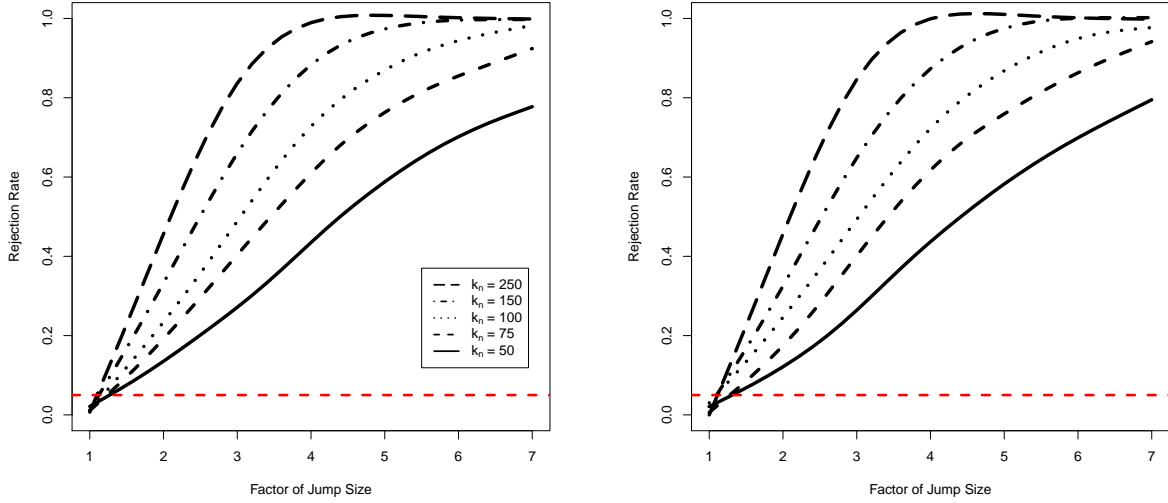 1.0
0.8
0.6
0.4
0.2
0.0
Rejection Rate
1 2 3 4 5 6 7
Factor of Jump Size
kn = 250
kn = 150
kn = 100
kn = 75
kn = 50
1.0
0.8
0.6
0.4
0.2
0.0
Rejection Rate
1 2 3 4 5 6 7
Factor of Jump Size